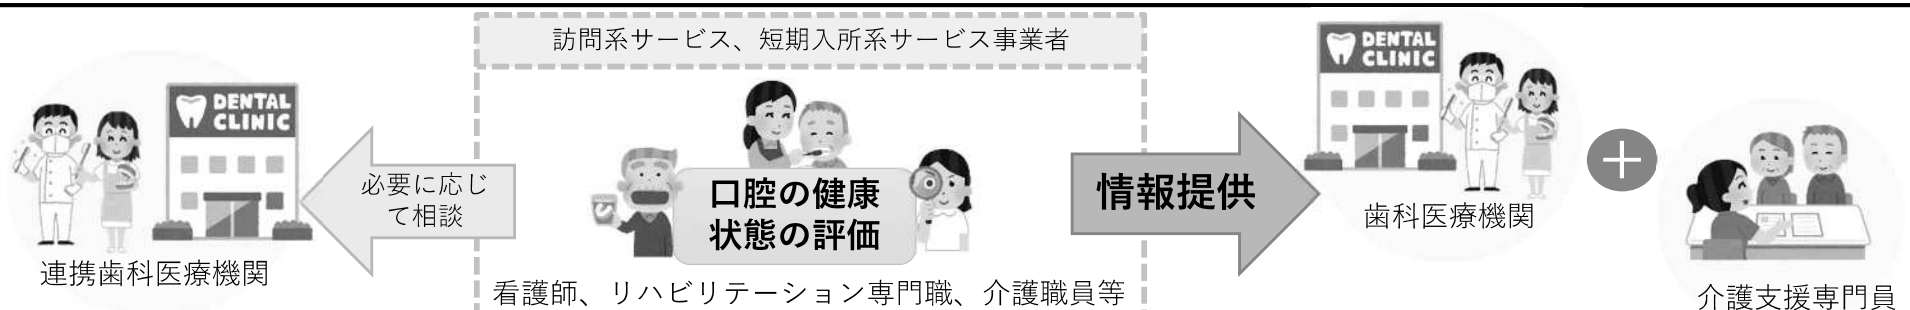 訪問系サービス、短期入所系サービス事業者
DENTAL
CLINIC
連携歯科医療機関
必要に応じ
て相談
口腔の健康
状態の評価
看護師、リハビリテーション専門職、介護職員等
情報提供
DENTAL
CLINIC
歯科医療機関
+
介護支援専門員